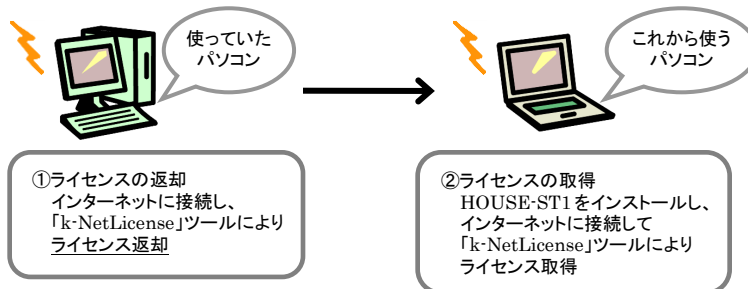 使っていた
パソコン
これから使う
パソコン
①ライセンスの返却
インターネットに接続し、
「k-NetLicense」ツールにより
ライセンス返却
②ライセンスの取得
HOUSE-ST1をインストールし、
インターネットに接続して
「k-NetLicense」ツールにより
ライセンス取得